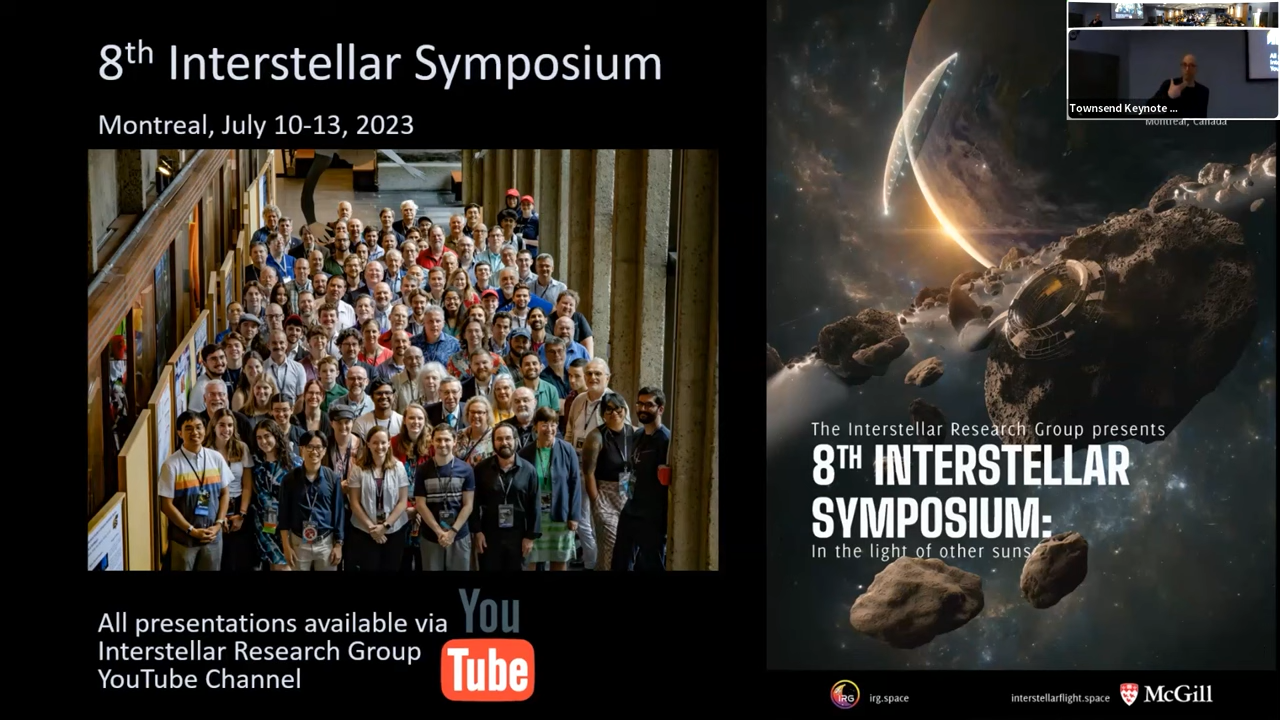 8th Interstellar Symposium
Montreal, July 10-13, 2023
All presentations available via
Interstellar Research Group
YouTube Channel
You
Tube
Townsend Keynote ...
Montreal, Canada
The Interstellar Research Group presents
8TH INTERSTELLAR
SYMPOSIUM:
In the light of other suns
IRG
irg.space
interstellarflight.space
McGill